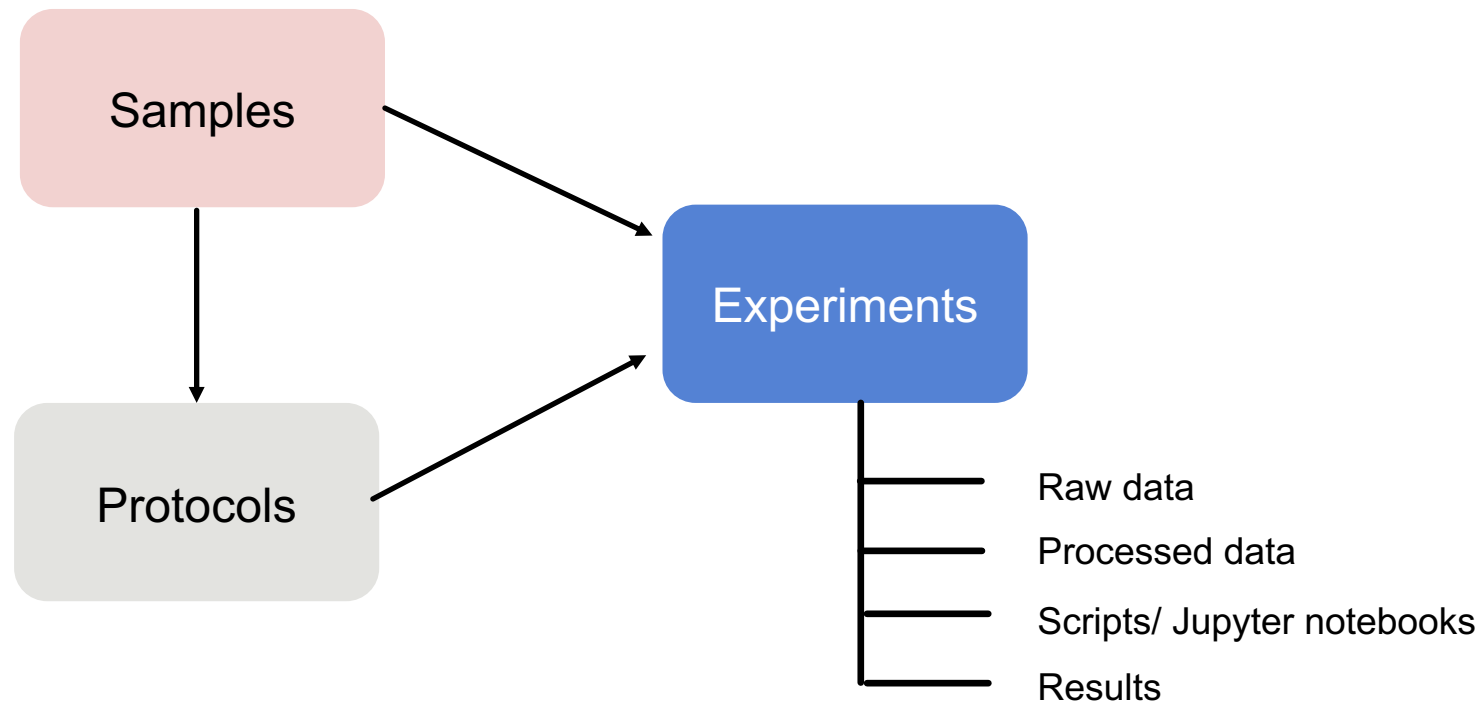 Samples
Experiments
Protocols
Raw data
Processed data
Scripts/ Jupyter notebooks
Results